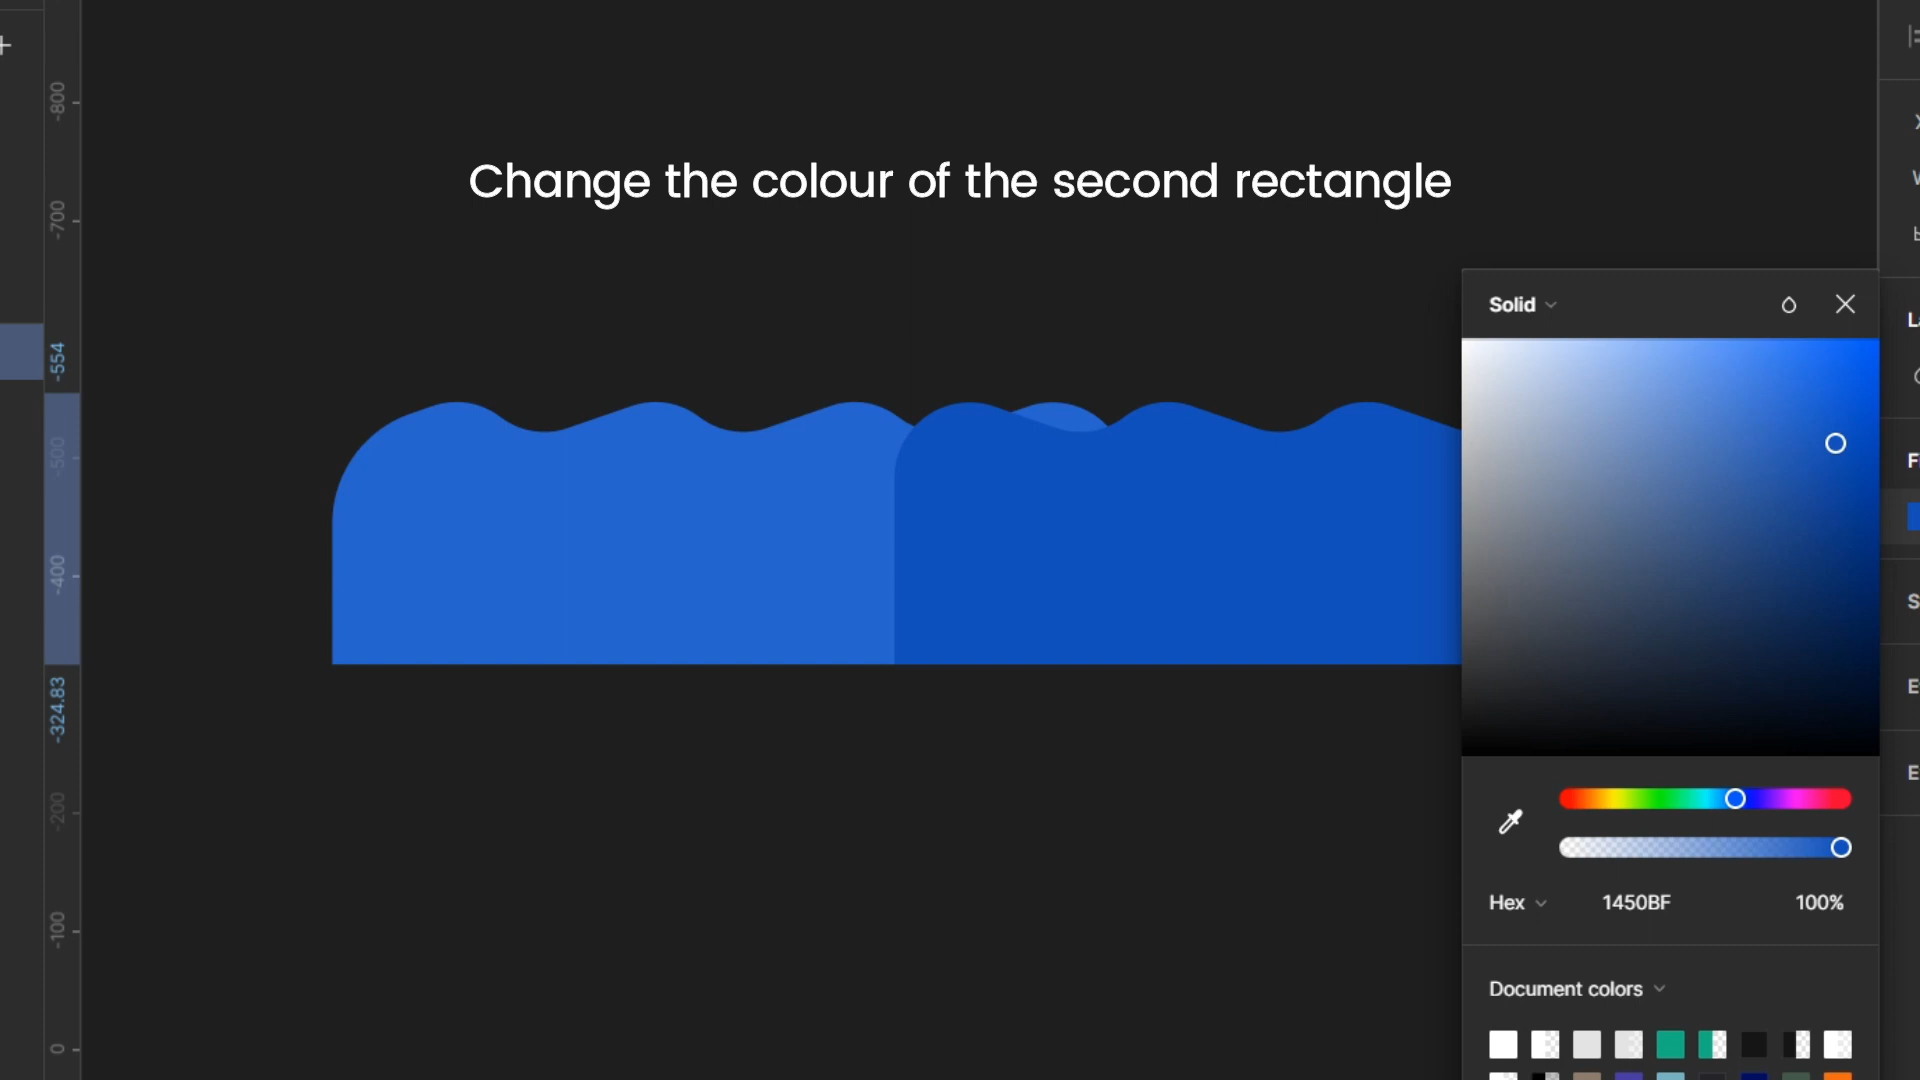 -800
Change the colour of the second rectangle
-700
Solid
-554
-500
-400
-324.83
-200
Hex 1450BF 100%
-100
Document colors
0